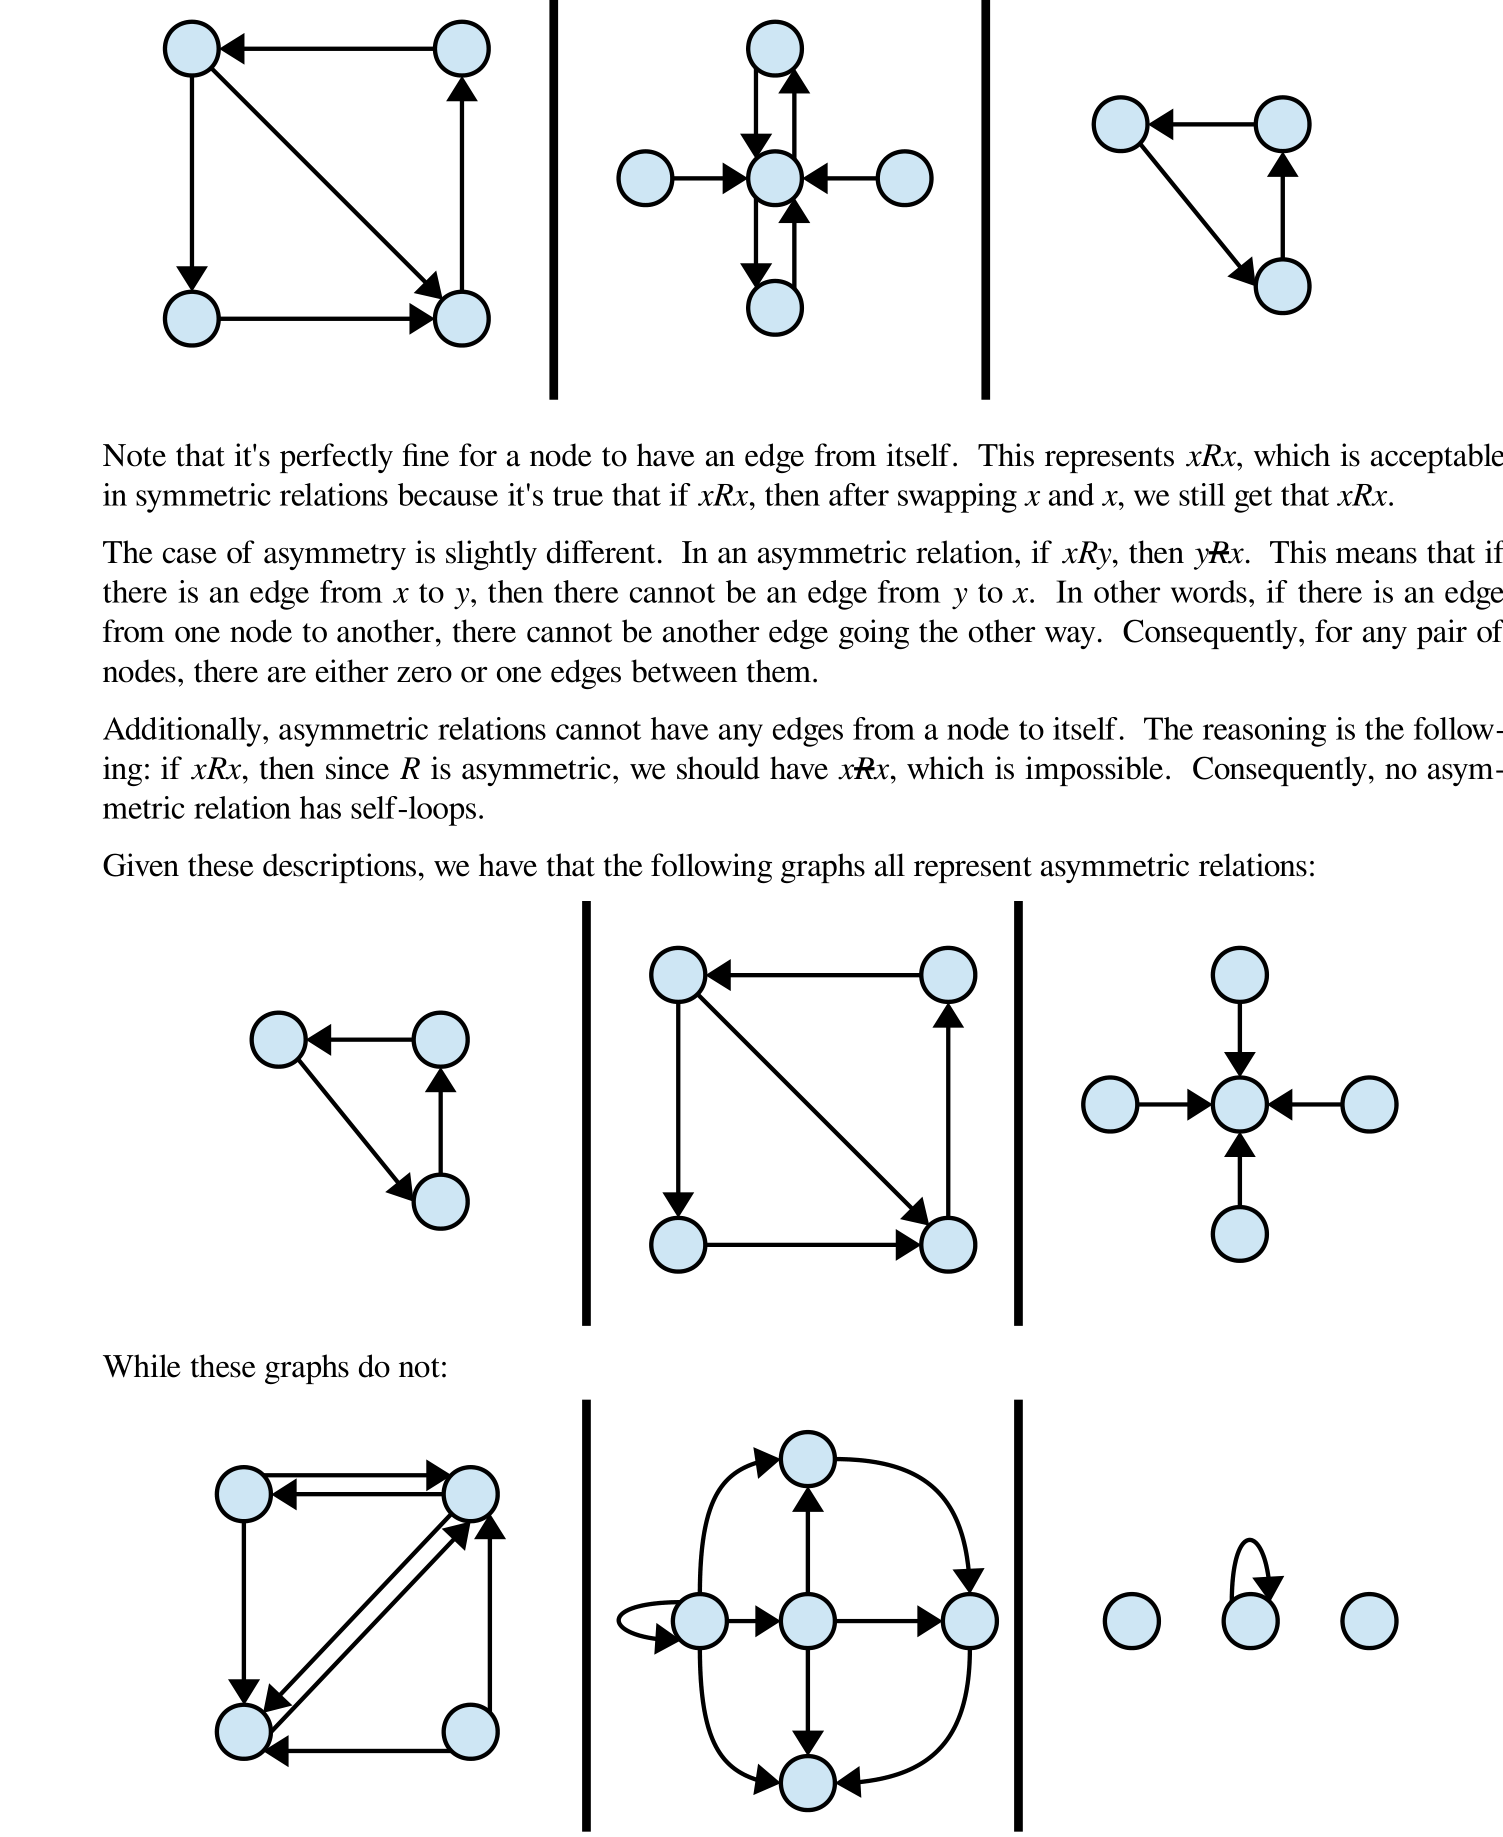 Note that it's perfectly fine for a node to have an edge from itself. This represents xRx, which is acceptable
in symmetric relations because it's true that if xRx, then after swapping x and x, we still get that xRx.
The case of asymmetry is slightly different. In an asymmetric relation, if xRy, then yR̶x. This means that if
there is an edge from x to y, then there cannot be an edge from y to x. In other words, if there is an edge
from one node to another, there cannot be another edge going the other way. Consequently, for any pair of
nodes, there are either zero or one edges between them.
Additionally, asymmetric relations cannot have any edges from a node to itself. The reasoning is the follow-
ing: if xRx, then since R is asymmetric, we should have xR̶x, which is impossible. Consequently, no asym-
metric relation has self-loops.
Given these descriptions, we have that the following graphs all represent asymmetric relations:
While these graphs do not: